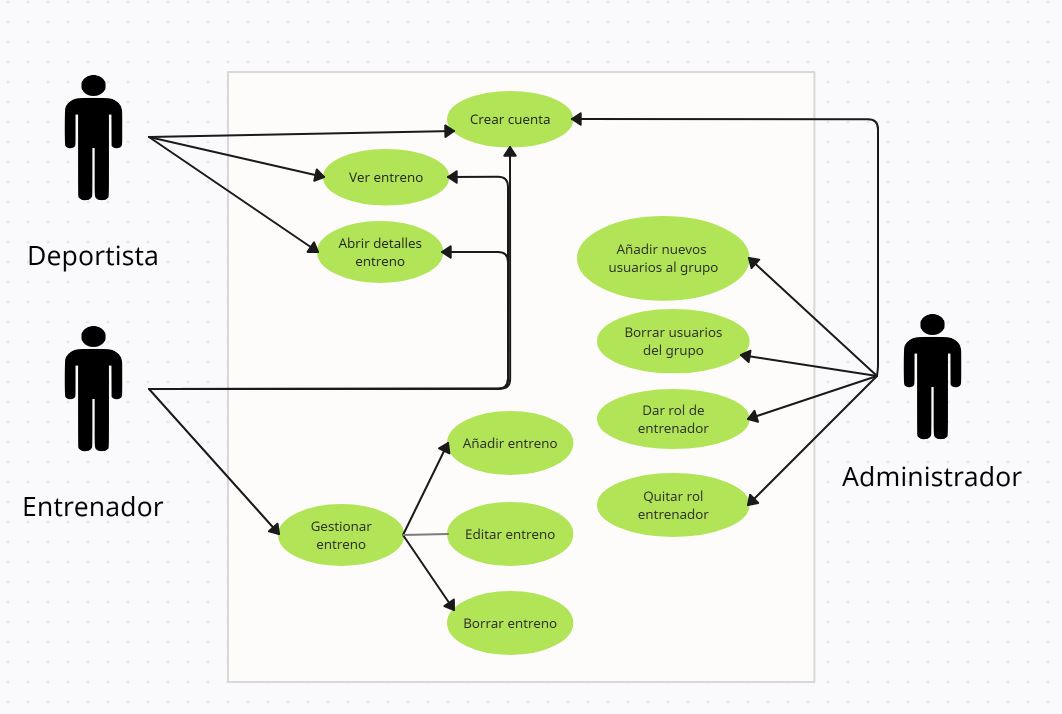 Crear cuenta
Ver entreno
Abrir detalles
entreno
Deportista
Añadir nuevos
usuarios al grupo
Borrar usuarios
del grupo
Dar rol de
entrenador
Añadir entreno
Administrador
Quitar rol
entrenador
Entrenador
Gestionar
entreno
Editar entreno
Borrar entreno